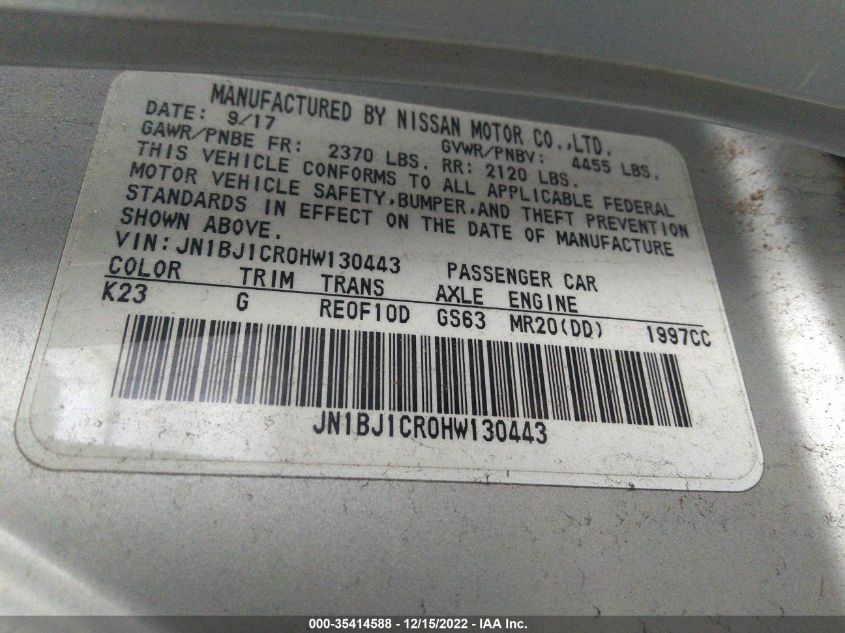 MANUFACTURED BY NISSAN MOTOR CO.,LTD.
DATE: 9/17 GVWR/PNBV: 4455 LBS.
GAWR/PNBE FR: 2370 LBS. RR: 2120 LBS.
THIS VEHICLE CONFORMS TO ALL APPLICABLE FEDERAL
MOTOR VEHICLE SAFETY,BUMPER,AND THEFT PREVENTION
STANDARDS IN EFFECT ON THE DATE OF MANUFACTURE
SHOWN ABOVE.
VIN:JN1BJ1CR0HW130443 PASSENGER CAR
COLOR TRIM TRANS AXLE ENGINE
K23 G RE0F10D GS63 MR20(DD) 1997CC
JN1BJ1CR0HW130443
000-35414588 - 12/15/2022 - IAA Inc.